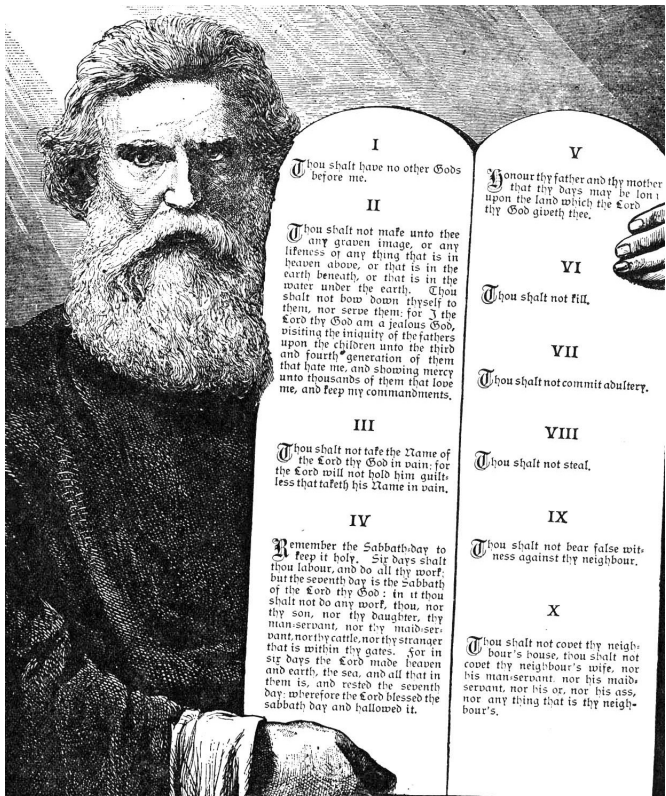 I
Thou shalt have no other Gods
before me.
II
Thou shalt not make unto thee
any graven image, or any
likeness of any thing that is in
heaven above, or that is in the
earth beneath, or that is in the
water under the earth. Thou
shalt not bow down thyself to
them, nor serve them: for I the
Lord thy God am a jealous God,
visiting the iniquity of the fathers
upon the children unto the third
and fourth generation of them
that hate me, and showing mercy
unto thousands of them that love
me, and keep my commandments.
III
Thou shalt not take the Name of
the Lord thy God in vain; for
the Lord will not hold him guilt-
less that taketh his Name in vain.
IV
Remember the Sabbath-day to
keep it holy. Six days shalt
thou labour, and do all thy work;
but the seventh day is the Sabbath
of the Lord thy God: in it thou
shalt not do any work, thou, nor
thy son, nor thy daughter, thy
man-servant, nor thy maid-ser-
vant, nor thy cattle, nor thy stranger
that is within thy gates. For in
six days the Lord made heaven
and earth, the sea, and all that in
them is, and rested the seventh
day; wherefore the Lord blessed the
sabbath day and hallowed it.
V
Honour thy father and thy mother
that thy days may be lon
upon the land which the Lord
thy God giveth thee.
VI
Thou shalt not kill.
VII
Thou shalt not commit adultery.
VIII
Thou shalt not steal.
IX
Thou shalt not bear false wit-
ness against thy neighbour.
X
Thou shalt not covet thy neigh-
bour's house, thou shalt not
covet thy neighbour's wife, nor
his man-servant, nor his maid-
servant, nor his ox, nor his ass,
nor any thing that is thy neigh-
bour's.